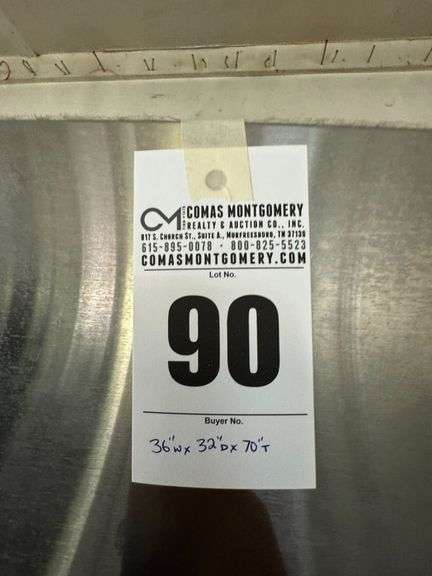 CM COMAS MONTGOMERY
REALTY & AUCTION CO., INC.
817 S. CHURCH ST., SUITE A., MURFREESBORO, TN 37130
615-895-0078 • 800-825-5523
COMASMONTGOMERY.COM
Lot No.
90
Buyer No.
36"W x 32"D x 70"T